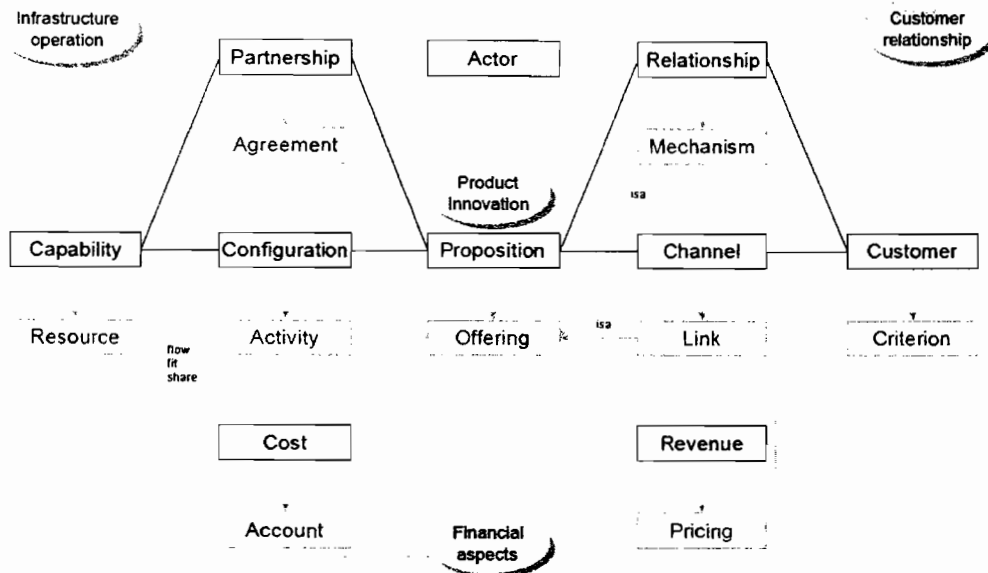 Infrastructure
operation
Customer
relationship
Partnership
Actor
Relationship
Agreement
Mechanism
Product
Innovation
isa
Capability
Configuration
Proposition
Channel
Customer
Resource
Activity
Offering
isa
Link
Criterion
flow
fit
share
Cost
Revenue
Account
Financial
aspects
Pricing